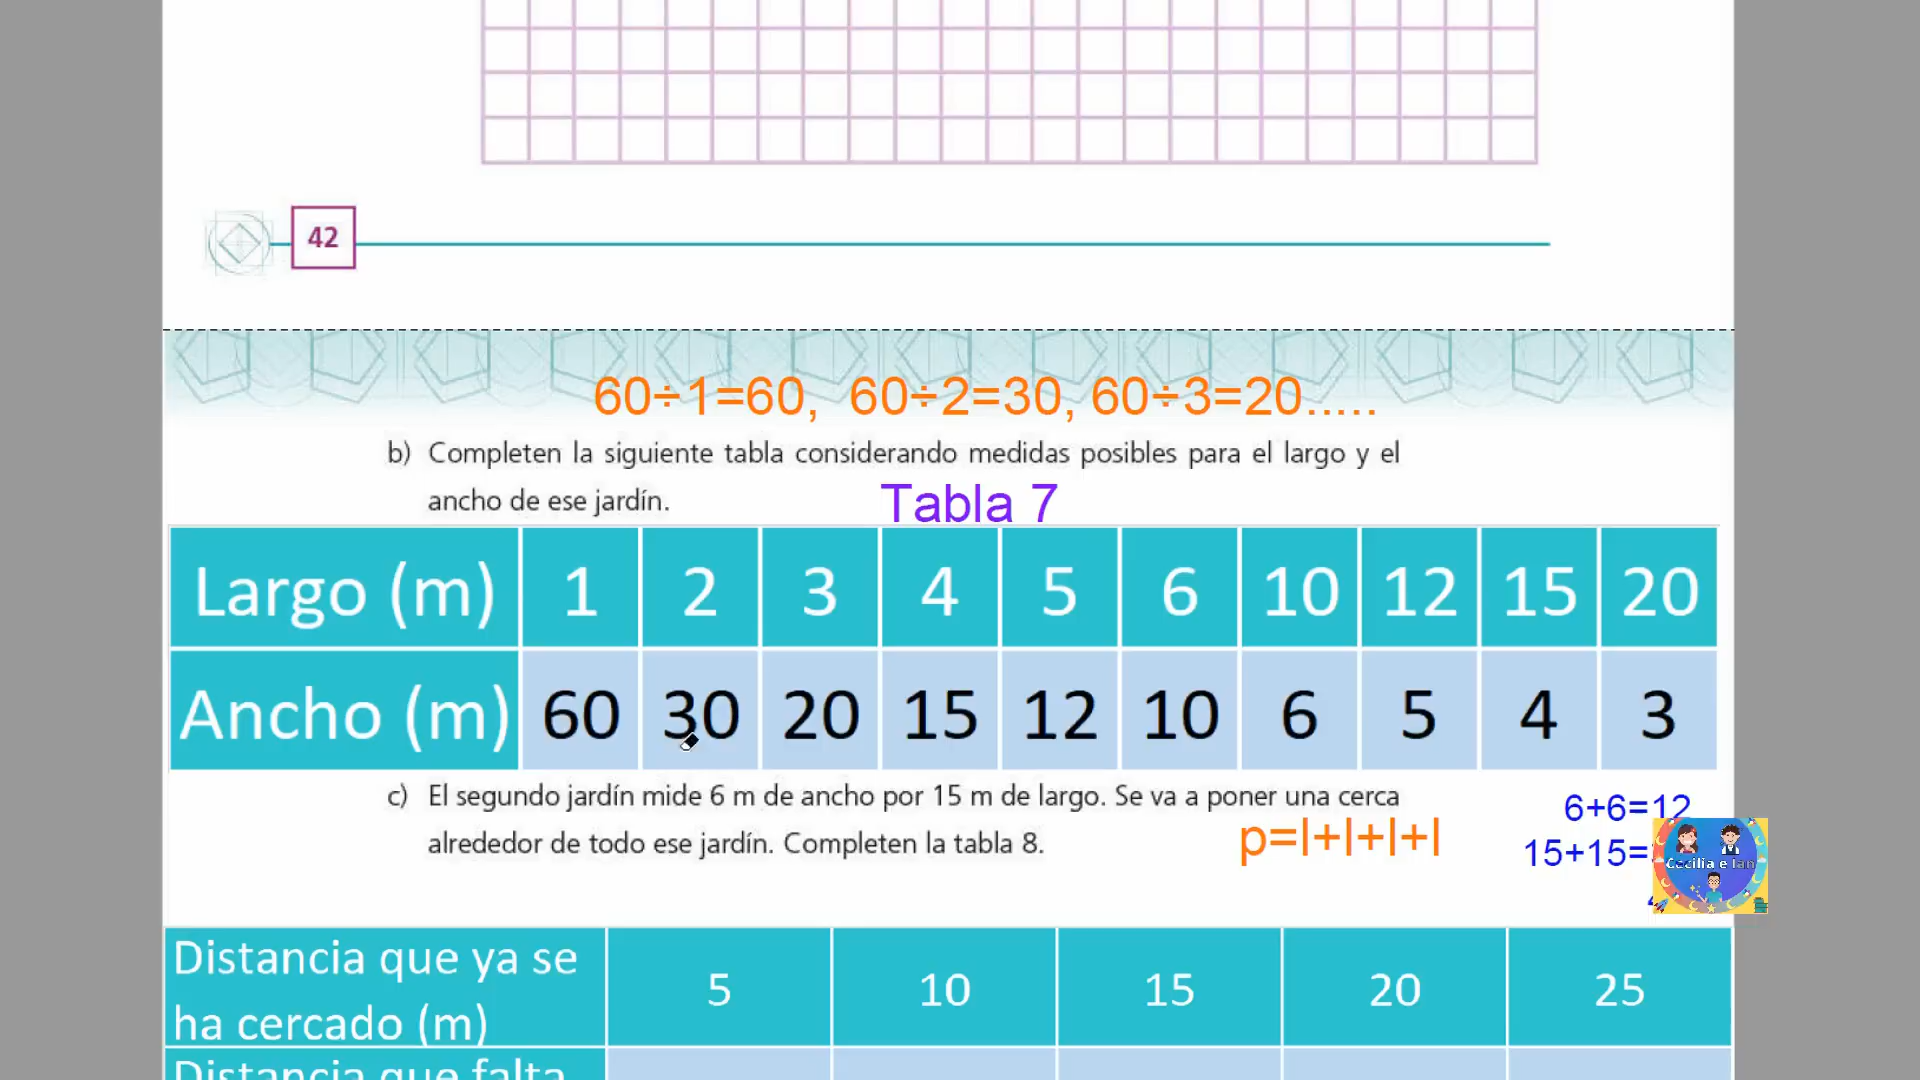 42
60÷1=60, 60÷2=30, 60÷3=20.....
b) Completen la siguiente tabla considerando medidas posibles para el largo y el
ancho de ese jardín.
Tabla 7
Largo (m) 1 2 3 4 5 6 10 12 15 20
Ancho (m) 60 30 20 15 12 10 6 5 4 3
c) El segundo jardín mide 6 m de ancho por 15 m de largo. Se va a poner una cerca
alrededor de todo ese jardín. Completen la tabla 8.
p=l+l+l+l
6+6=12
15+15=
Cecilia e Ian
Distancia que ya se
ha cercado (m)
5 10 15 20 25
Distancia que falta